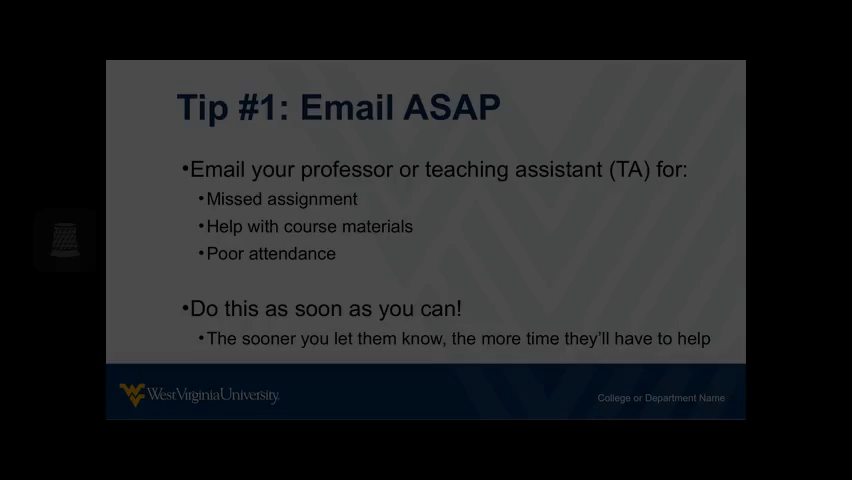 Tip #1: Email ASAP
•Email your professor or teaching assistant (TA) for:
•Missed assignment
•Help with course materials
•Poor attendance
•Do this as soon as you can!
•The sooner you let them know, the more time they'll have to help
WestVirginiaUniversity.
College or Department Name